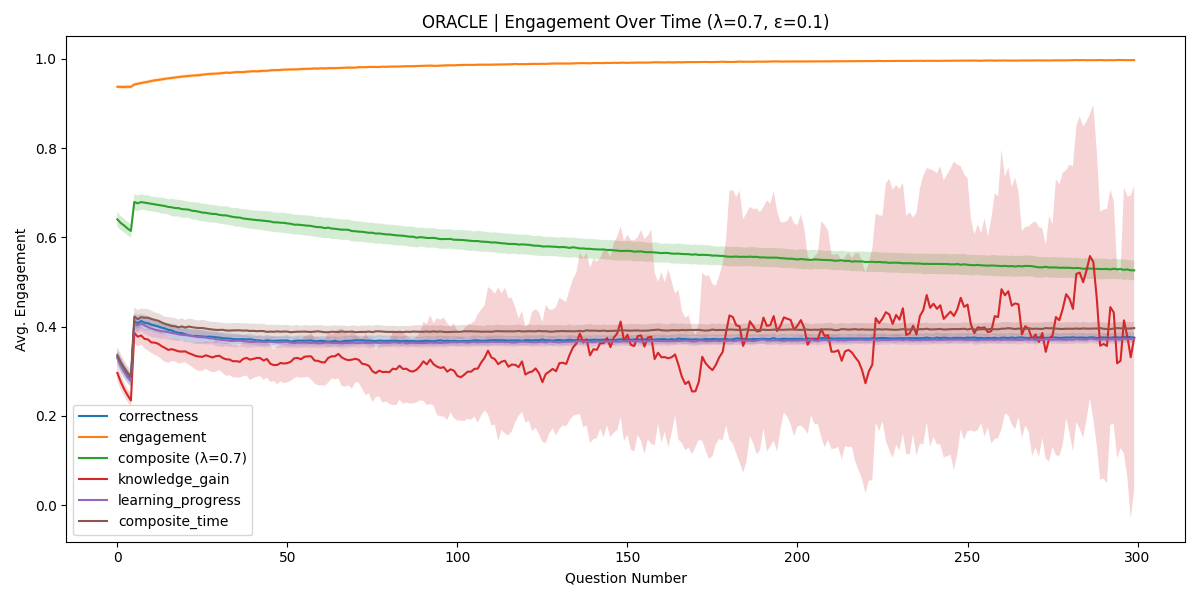 ORACLE | Engagement Over Time (λ=0.7, ε=0.1)
Avg. Engagement
1.0
0.8
0.6
0.4
0.2
0.0
correctness
engagement
composite (λ=0.7)
knowledge_gain
learning_progress
composite_time
0 50 100 150 200 250 300
Question Number